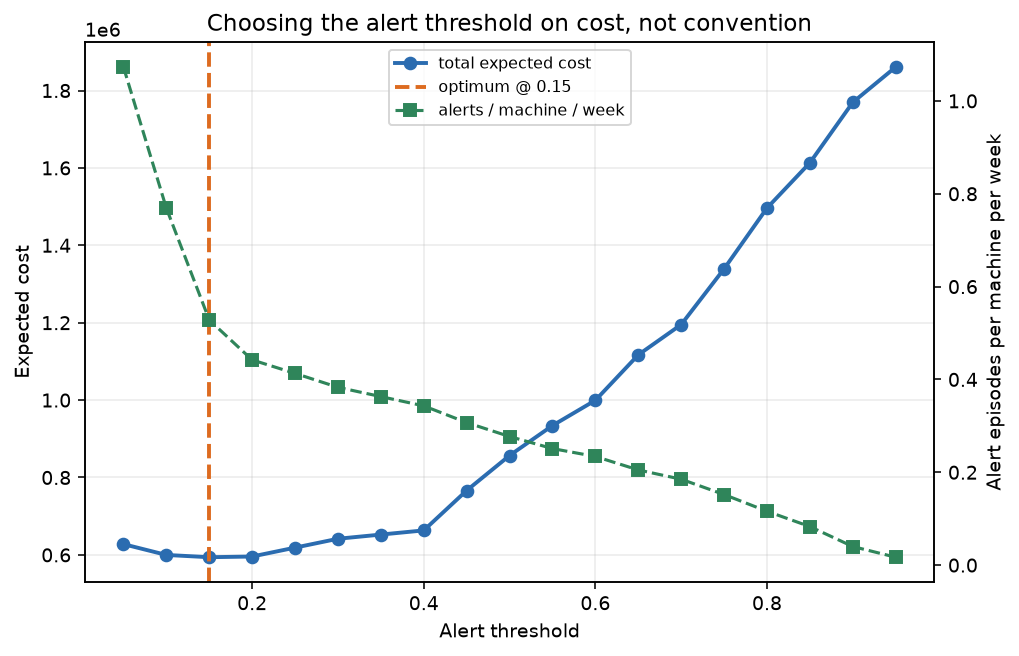 Choosing the alert threshold on cost, not convention
1e6
total expected cost
optimum @ 0.15
alerts / machine / week
1.8
1.6
1.4
1.2
1.0
0.8
0.6
Expected cost
1.0
0.8
0.6
0.4
0.2
0.0
Alert episodes per machine per week
0.2
0.4
0.6
0.8
Alert threshold